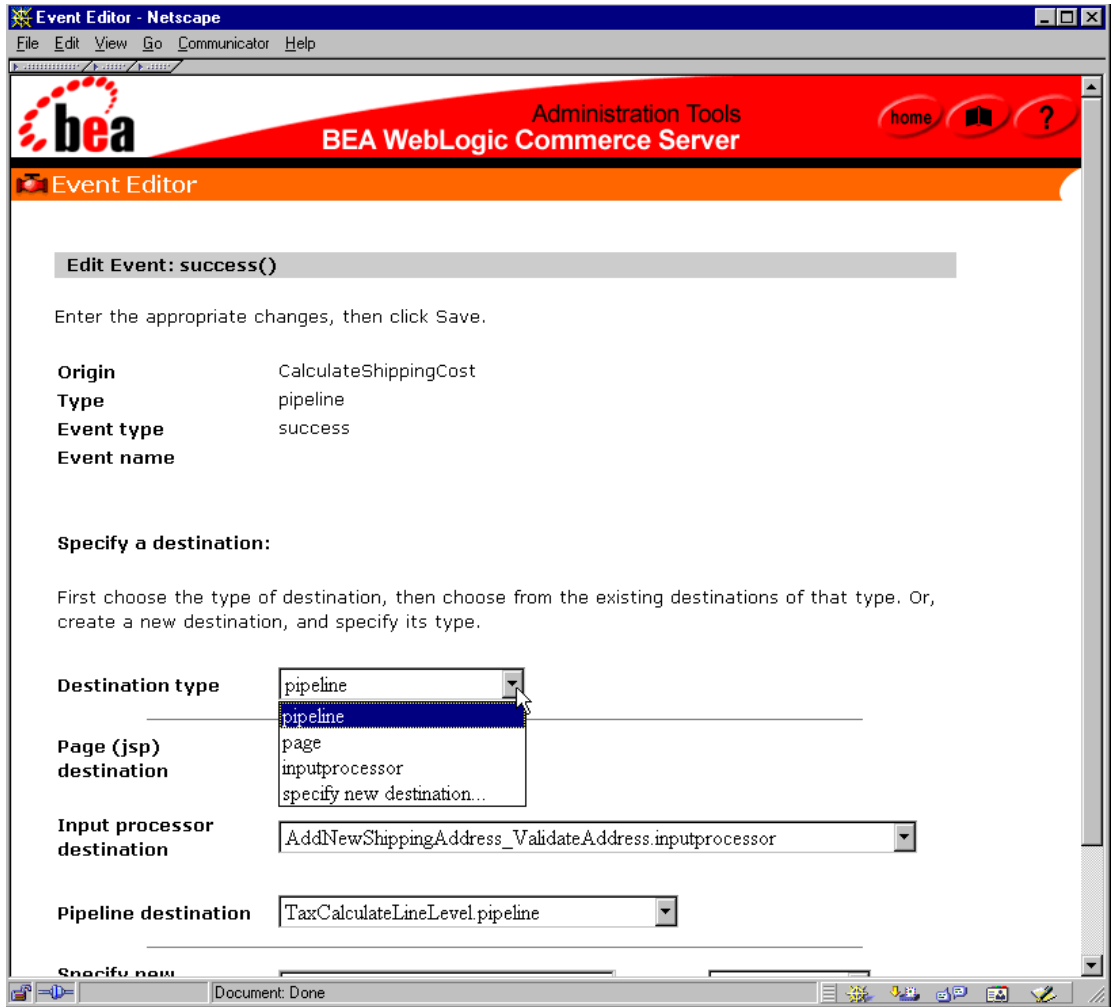 Event Editor - Netscape
File Edit View Go Communicator Help
bea
Administration Tools
BEA WebLogic Commerce Server
home ?
Event Editor
Edit Event: success()
Enter the appropriate changes, then click Save.
Origin CalculateShippingCost
Type pipeline
Event type success
Event name
Specify a destination:
First choose the type of destination, then choose from the existing destinations of that type. Or,
create a new destination, and specify its type.
Destination type pipeline
pipeline
page
inputprocessor
specify new destination...
Page (jsp)
destination
Input processor
destination
AddNewShippingAddress_ValidateAddress.inputprocessor
Pipeline destination TaxCalculateLineLevel.pipeline
Specify new
Document: Done